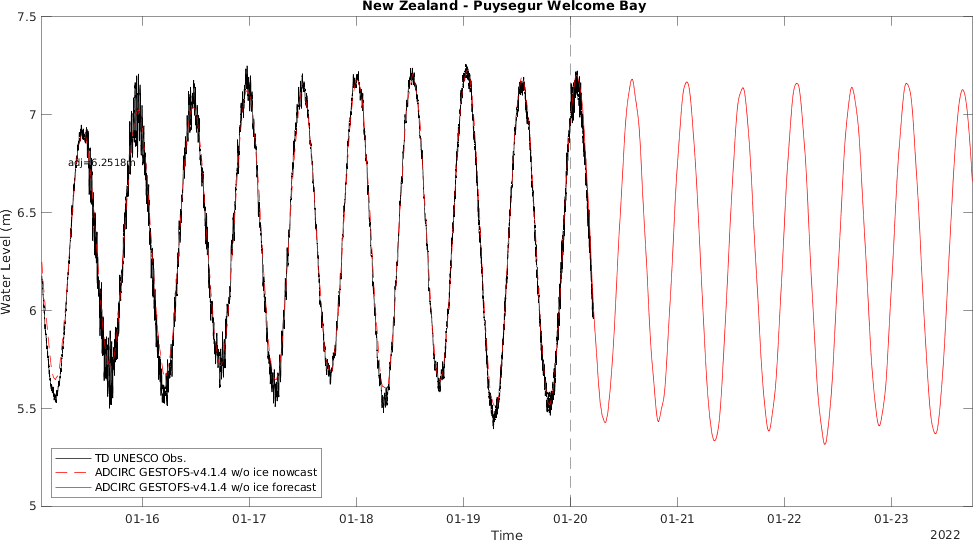 New Zealand - Puysegur Welcome Bay
7.5
7
6.5
6
5.5
5
Water Level (m)
adj=6.2518m
TD UNESCO Obs.
ADCIRC GESTOFS-v4.1.4 w/o ice nowcast
ADCIRC GESTOFS-v4.1.4 w/o ice forecast
01-16 01-17 01-18 01-19 01-20 01-21 01-22 01-23
Time
2022